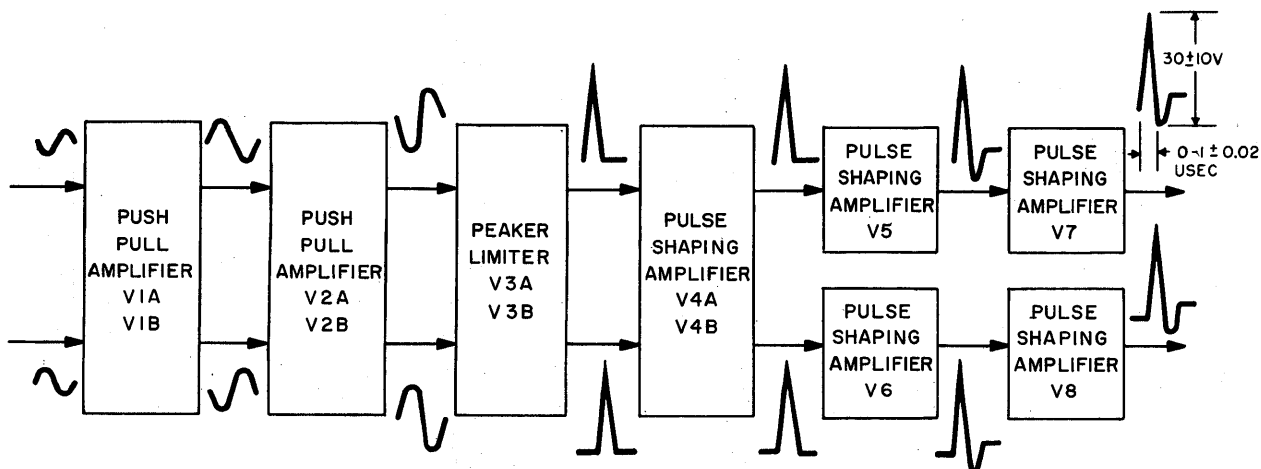 PUSH
PULL
AMPLIFIER
V1A
V1B
PUSH
PULL
AMPLIFIER
V2A
V2B
PEAKER
LIMITER
V3A
V3B
PULSE
SHAPING
AMPLIFIER
V4A
V4B
PULSE
SHAPING
AMPLIFIER
V5
PULSE
SHAPING
AMPLIFIER
V7
30±10V
0.1 ± 0.02
USEC
PULSE
SHAPING
AMPLIFIER
V6
PULSE
SHAPING
AMPLIFIER
V8